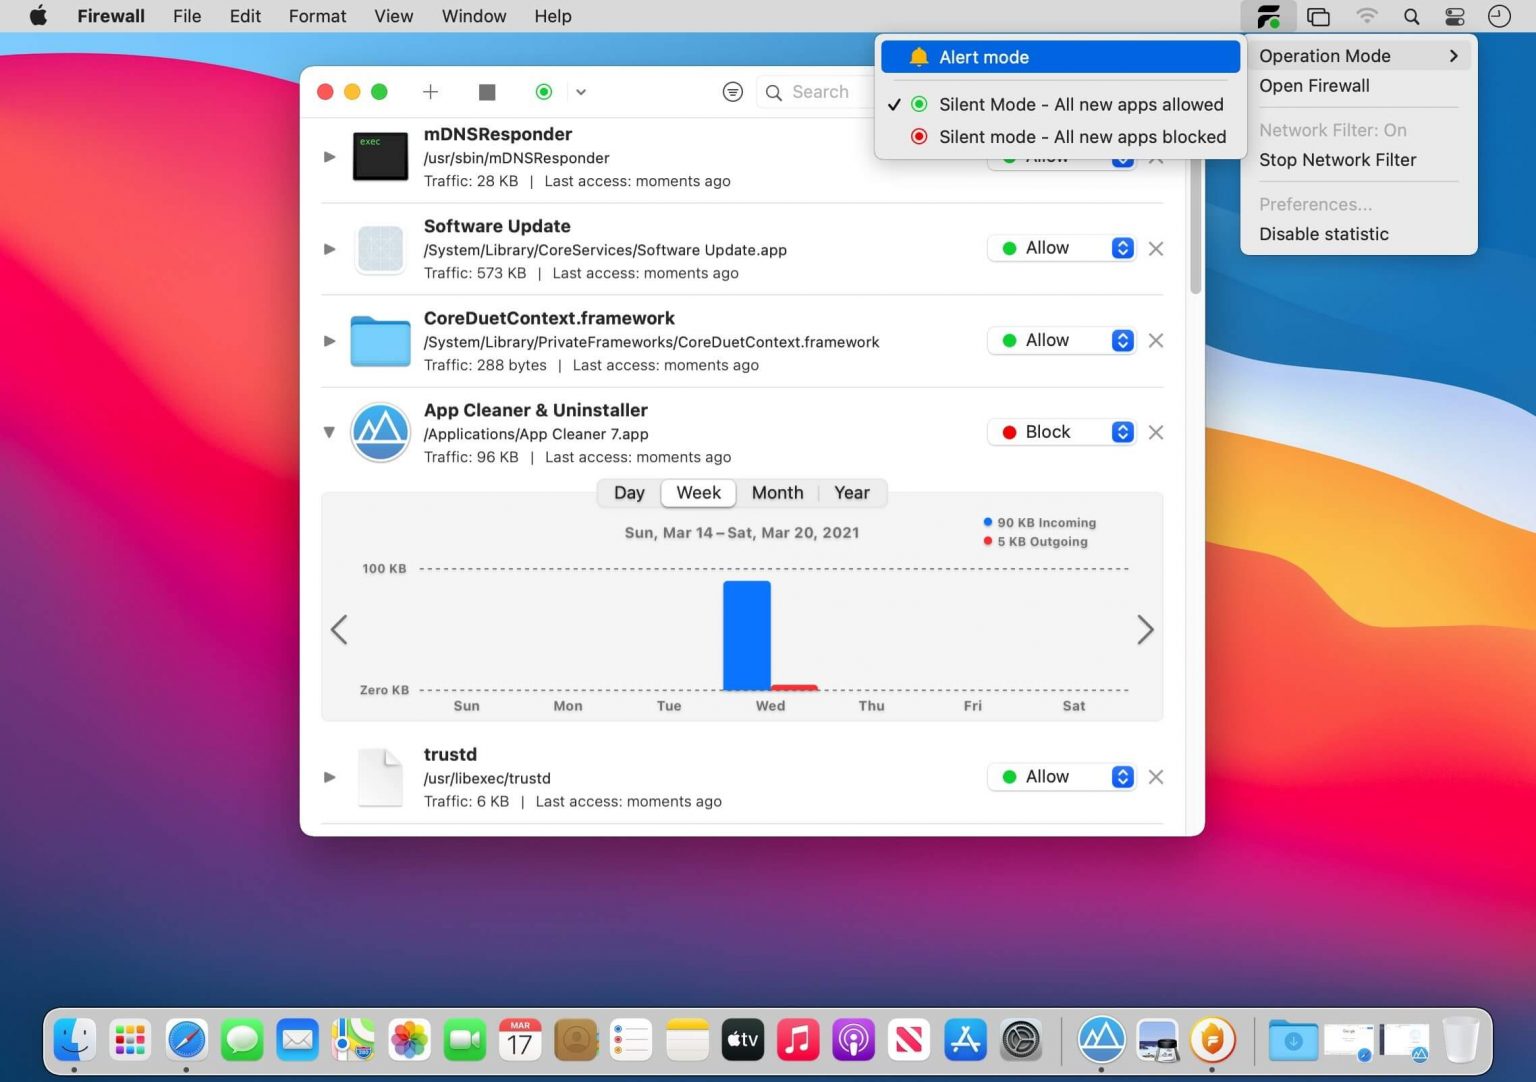 Firewall File Edit Format View Window Help
Alert mode
Silent Mode - All new apps allowed
Silent mode - All new apps blocked
Operation Mode
Open Firewall
Network Filter: On
Stop Network Filter
Preferences...
Disable statistic
Search
exec
mDNSResponder
/usr/sbin/mDNSResponder
Traffic: 28 KB | Last access: moments ago
Allow
Software Update
/System/Library/CoreServices/Software Update.app
Traffic: 573 KB | Last access: moments ago
Allow
CoreDuetContext.framework
/System/Library/PrivateFrameworks/CoreDuetContext.framework
Traffic: 288 bytes | Last access: moments ago
Allow
App Cleaner & Uninstaller
/Applications/App Cleaner 7.app
Traffic: 96 KB | Last access: moments ago
Block
Day Week Month Year
Sun, Mar 14 – Sat, Mar 20, 2021
90 KB Incoming
5 KB Outgoing
100 KB
Zero KB
Sun Mon Tue Wed Thu Fri Sat
trustd
/usr/libexec/trustd
Traffic: 6 KB | Last access: moments ago
Allow
MAR
17
tv